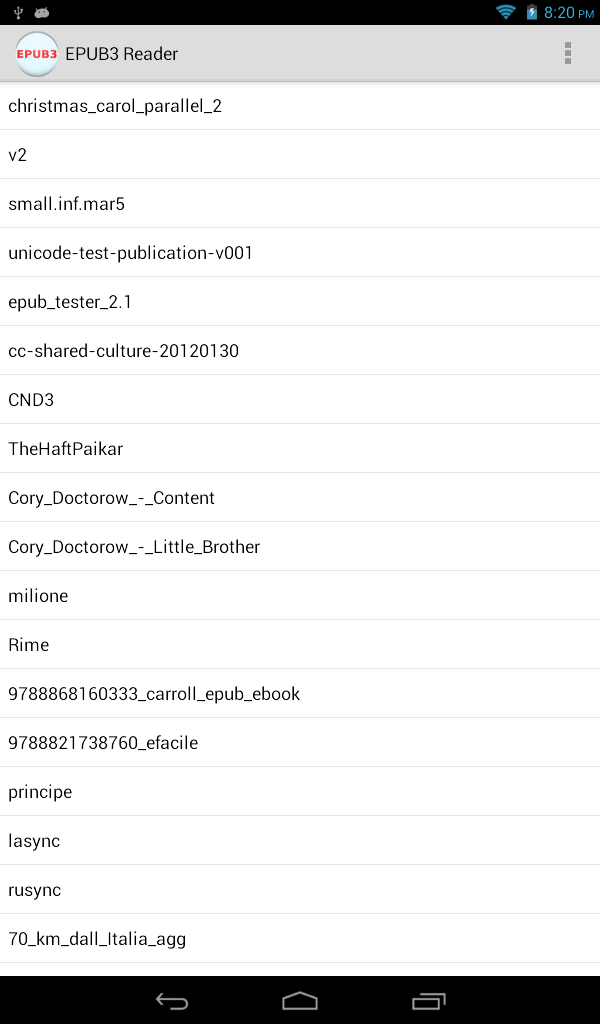 8:20 PM
EPUB3 EPUB3 Reader
christmas_carol_parallel_2
v2
small.inf.mar5
unicode-test-publication-v001
epub_tester_2.1
cc-shared-culture-20120130
CND3
TheHaftPaikar
Cory_Doctorow_-_Content
Cory_Doctorow_-_Little_Brother
milione
Rime
9788868160333_carroll_epub_ebook
9788821738760_efacile
principe
lasync
rusync
70_km_dall_Italia_agg